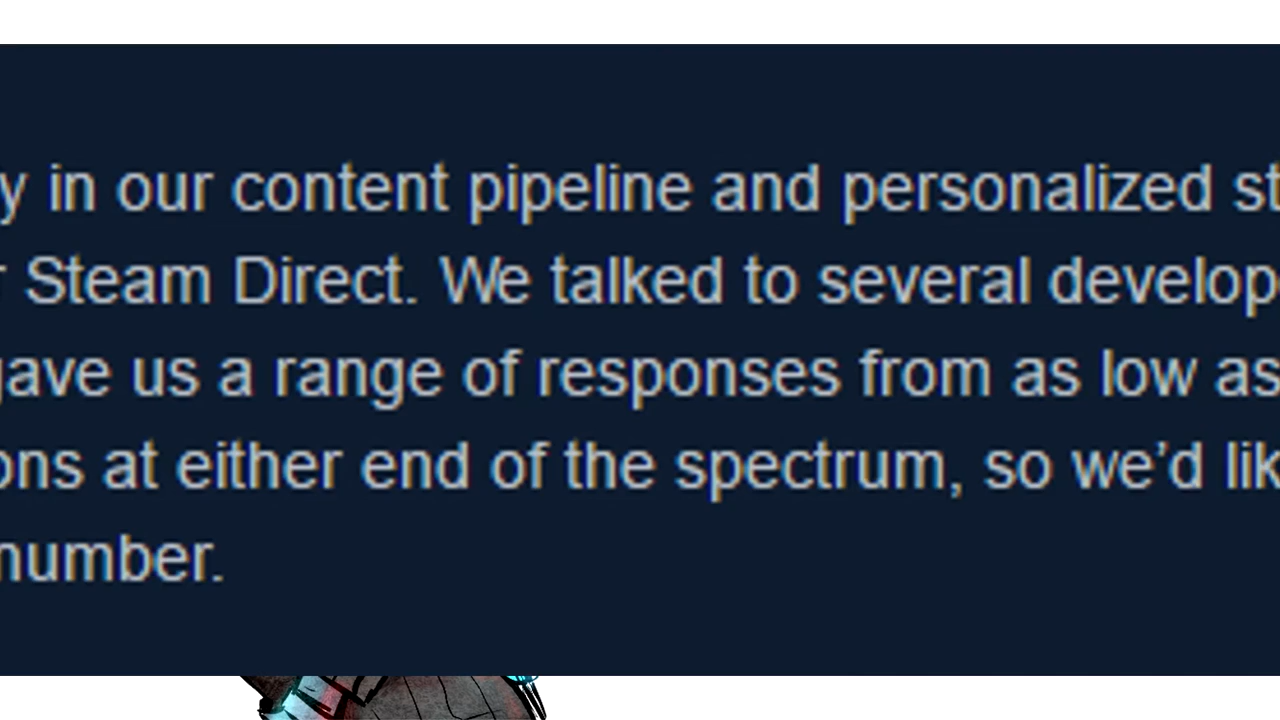 y in our content pipeline and personalized st
r Steam Direct. We talked to several develop
gave us a range of responses from as low as
ons at either end of the spectrum, so we’d lik
number.